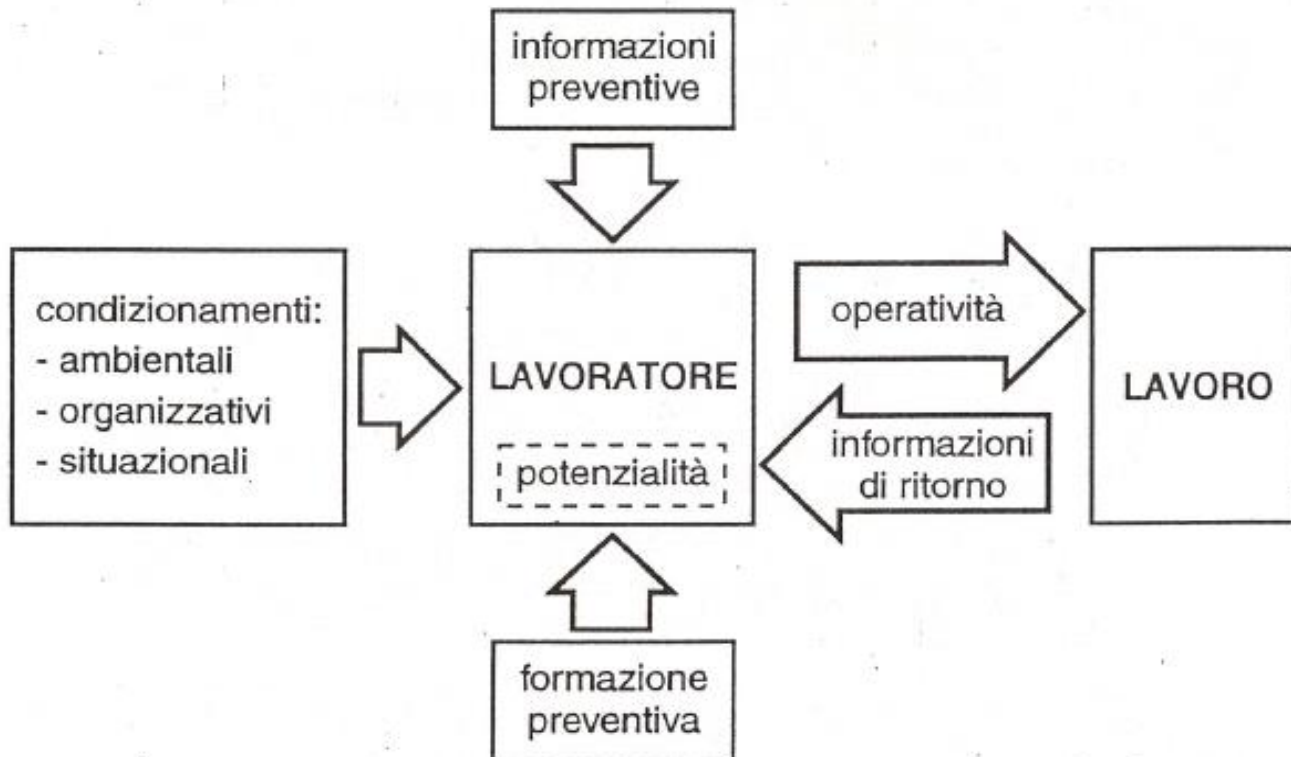 informazioni
preventive
condizionamenti:
- ambientali
- organizzativi
- situazionali
LAVORATORE
potenzialità
operatività
informazioni
di ritorno
LAVORO
formazione
preventiva